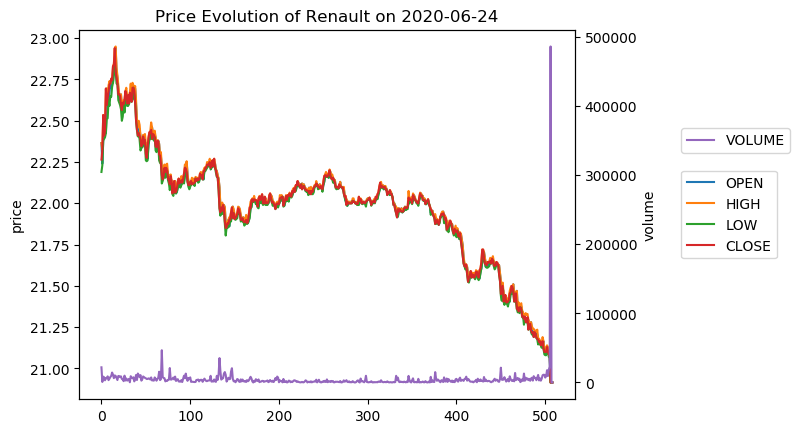 Price Evolution of Renault on 2020-06-24
price
23.00
22.75
22.50
22.25
22.00
21.75
21.50
21.25
21.00
0
100
200
300
400
500
500000
400000
300000
200000
100000
0
volume
VOLUME
OPEN
HIGH
LOW
CLOSE